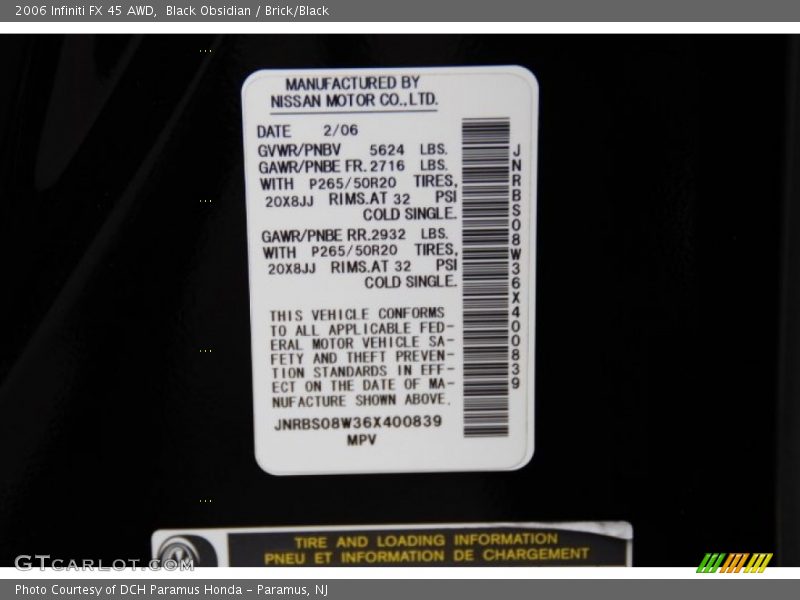 2006 Infiniti FX 45 AWD,  Black Obsidian / Brick/Black
MANUFACTURED BY
NISSAN MOTOR CO.,LTD.
DATE 2/06
GVWR/PNBV 5624 LBS.
GAWR/PNBE FR.2716 LBS.
WITH P265/50R20 TIRES,
20X8JJ RIMS.AT 32 PSI
COLD SINGLE.
GAWR/PNBE RR.2932 LBS.
WITH P265/50R20 TIRES,
20X8JJ RIMS.AT 32 PSI
COLD SINGLE.
THIS VEHICLE CONFORMS
TO ALL APPLICABLE FED-
ERAL MOTOR VEHICLE SA-
FETY AND THEFT PREVEN-
TION STANDARDS IN EFF-
ECT ON THE DATE OF MA-
NUFACTURE SHOWN ABOVE.
JNRBS08W36X400839
MPV
JNRBS08W36X400839
TIRE AND LOADING INFORMATION
PNEU ET INFORMATION DE CHARGEMENT
GTCARLOT.COM
Photo Courtesy of DCH Paramus Honda - Paramus, NJ